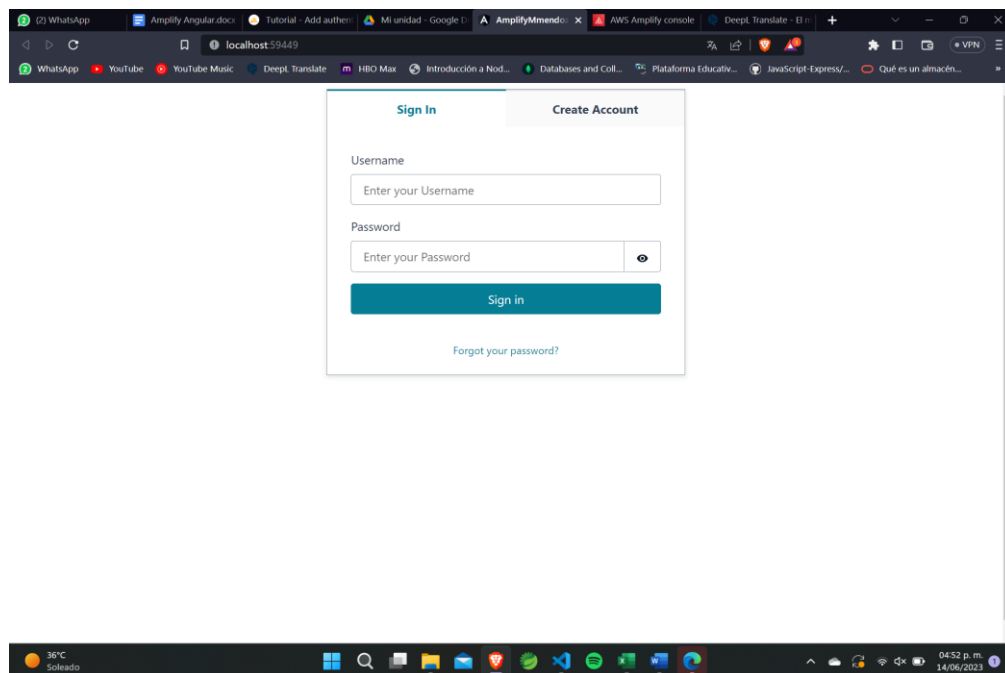 (2) WhatsApp Amplify Angular.docx Tutorial - Add authen Mi unidad - Google D AmplifyMmendoz AWS Amplify console DeepL Translate - El m
localhost:59449 VPN
WhatsApp YouTube YouTube Music DeepL Translate HBO Max Introducción a Nod... Databases and Coll... Plataforma Educativ... JavaScript-Express/... Qué es un almacén... »
Sign In Create Account
Username
Enter your Username
Password
Enter your Password
Sign in
Forgot your password?
36°C
Soleado
04:52 p. m.
14/06/2023
1